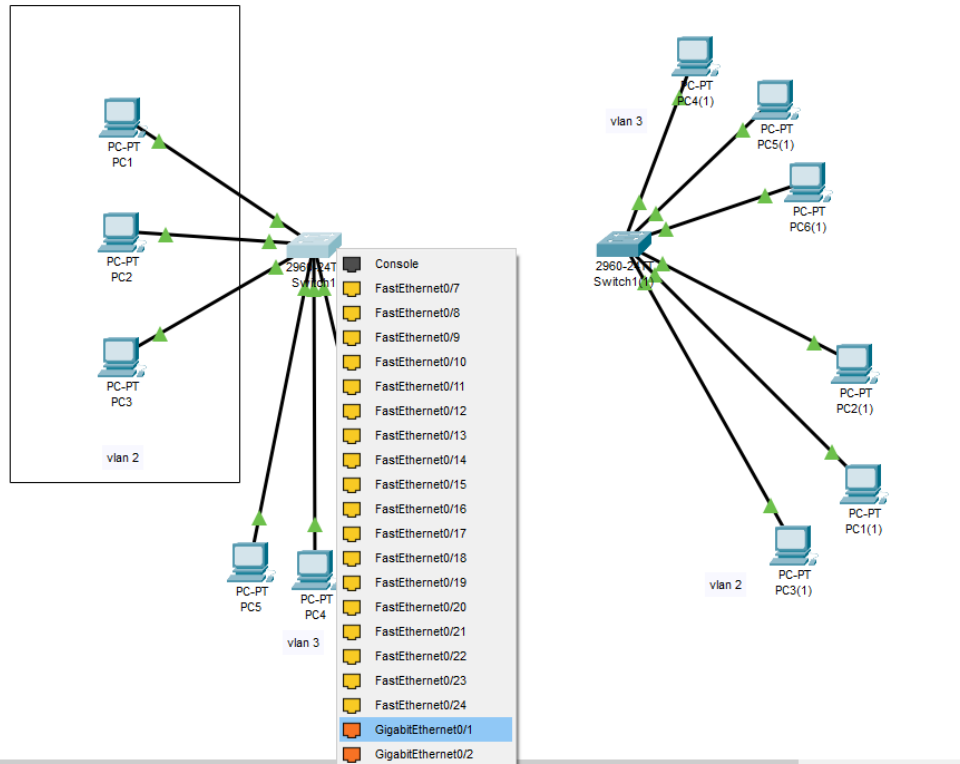 PC-PT
PC1
PC-PT
PC2
PC-PT
PC3
vlan 2
Switch1
PC-PT
PC5
PC-PT
PC4
vlan 3
Console
FastEthernet0/7
FastEthernet0/8
FastEthernet0/9
FastEthernet0/10
FastEthernet0/11
FastEthernet0/12
FastEthernet0/13
FastEthernet0/14
FastEthernet0/15
FastEthernet0/16
FastEthernet0/17
FastEthernet0/18
FastEthernet0/19
FastEthernet0/20
FastEthernet0/21
FastEthernet0/22
FastEthernet0/23
FastEthernet0/24
GigabitEthernet0/1
GigabitEthernet0/2
vlan 3
PC-PT
PC4(1)
PC-PT
PC5(1)
PC-PT
PC6(1)
Switch1(1)
PC-PT
PC2(1)
PC-PT
PC1(1)
PC-PT
PC3(1)
vlan 2